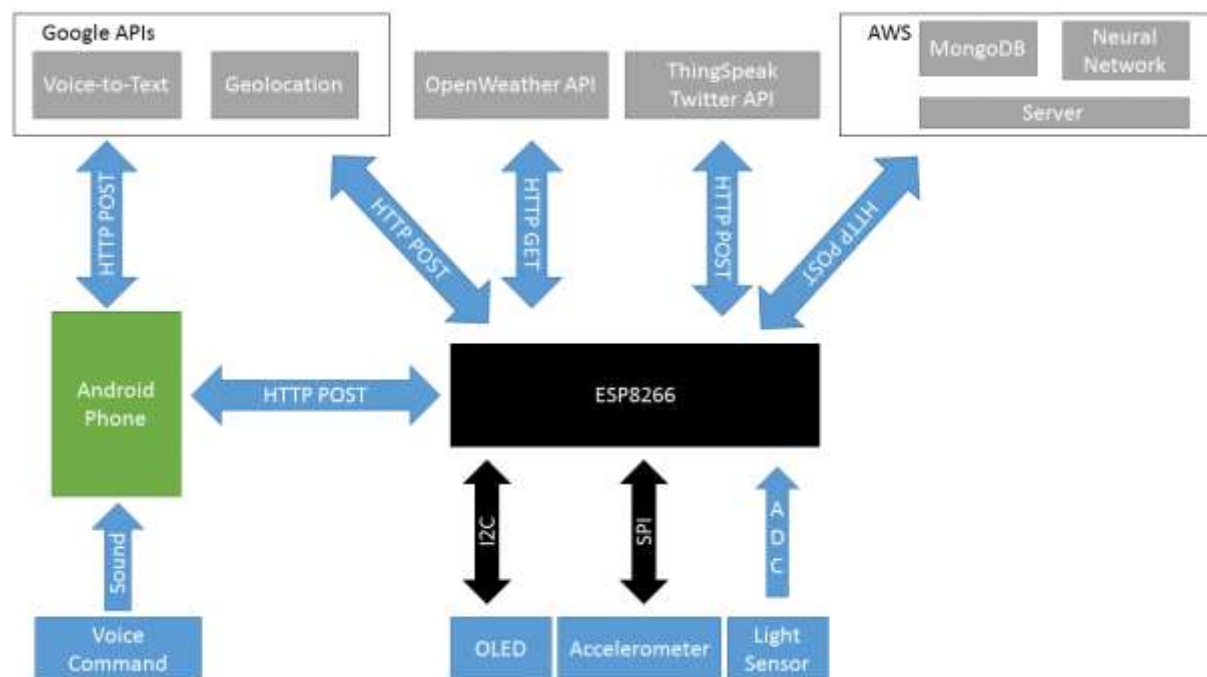 Google APIs
Voice-to-Text
Geolocation
OpenWeather API
ThingSpeak
Twitter API
AWS
MongoDB
Neural
Network
Server
HTTP POST
HTTP POST
HTTP GET
HTTP POST
HTTP POST
Android
Phone
HTTP POST
ESP8266
Sound
I2C
SPI
A
D
C
Voice
Command
OLED
Accelerometer
Light
Sensor